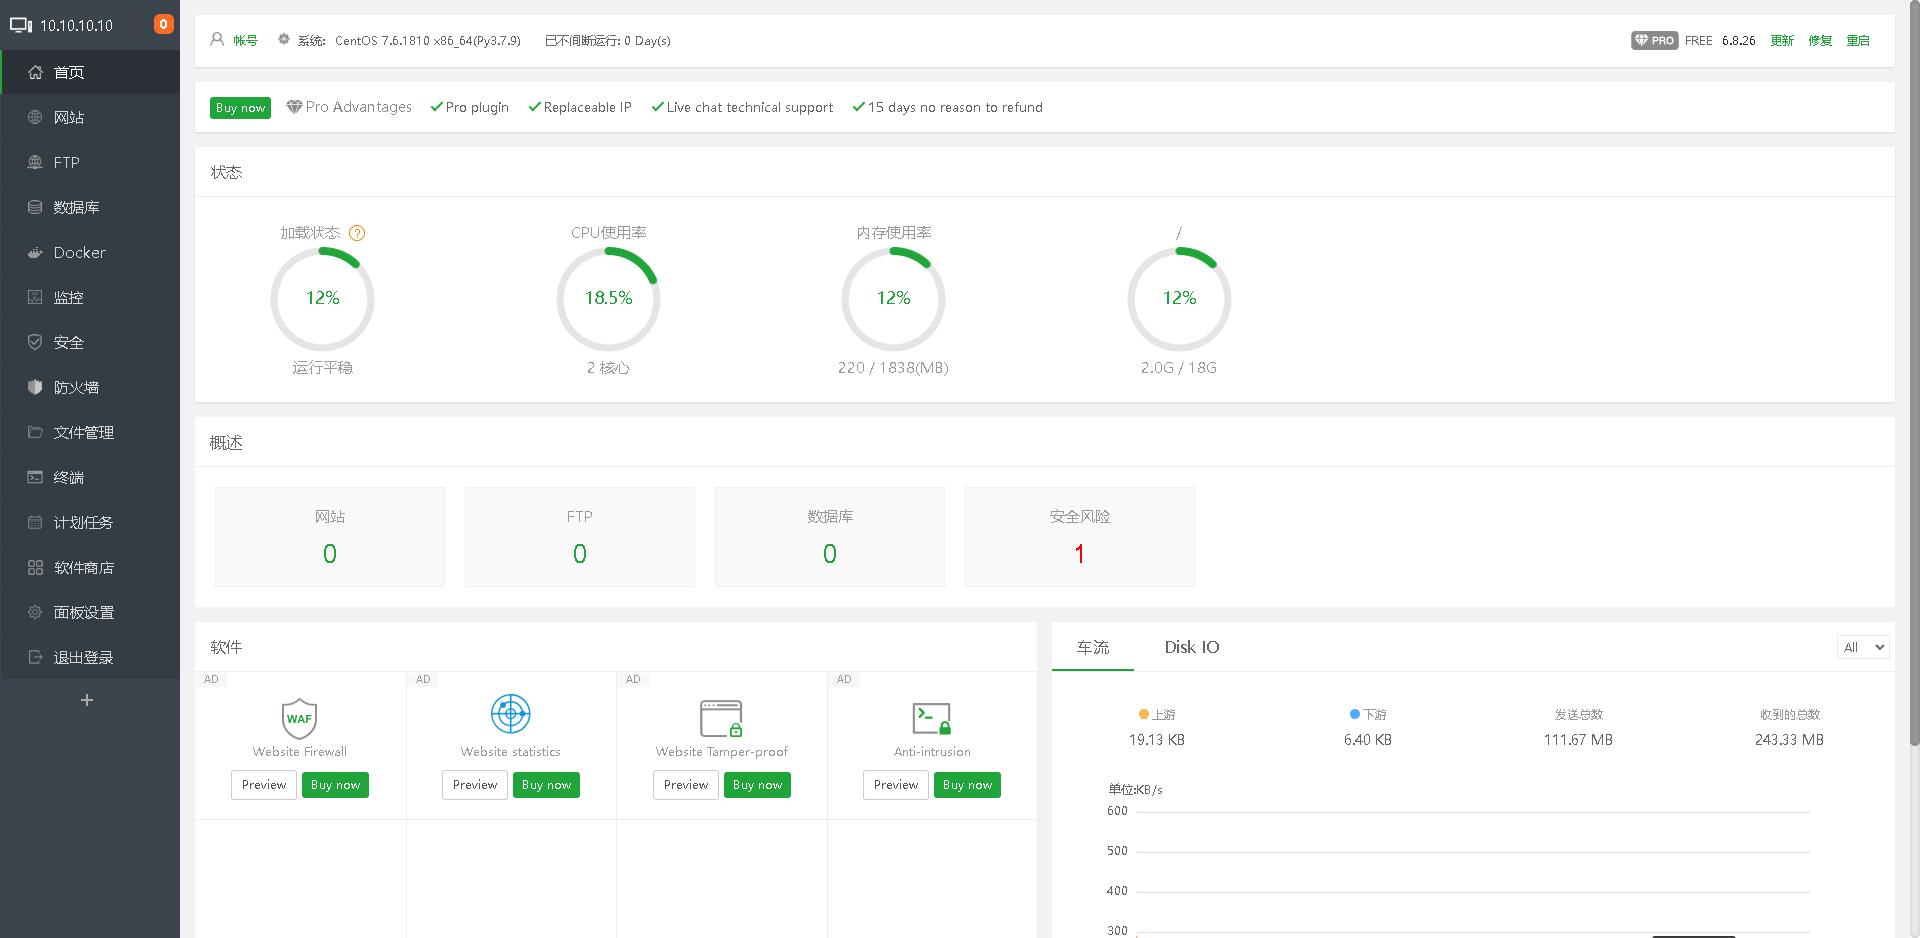 10.10.10.10
0
首页
网站
FTP
数据库
Docker
监控
安全
防火墙
文件管理
终端
计划任务
软件商店
面板设置
退出登录
+
帐号 系统: CentOS 7.6.1810 x86_64(Py3.7.9) 已不间断运行: 0 Day(s)
PRO FREE 6.8.26 更新 修复 重启
Buy now Pro Advantages Pro plugin Replaceable IP Live chat technical support 15 days no reason to refund
状态
加载状态 ?
12%
运行平稳
CPU使用率
18.5%
2 核心
内存使用率
12%
220 / 1838(MB)
/
12%
2.0G / 18G
概述
网站
0
FTP
0
数据库
0
安全风险
1
软件
AD
WAF
Website Firewall
Preview Buy now
AD
Website statistics
Preview Buy now
AD
Website Tamper-proof
Preview Buy now
AD
Anti-intrusion
Preview Buy now
车流 Disk IO All
上游
19.13 KB
下游
6.40 KB
发送总数
111.67 MB
收到的总数
243.33 MB
单位:KB/s
600
500
400
300